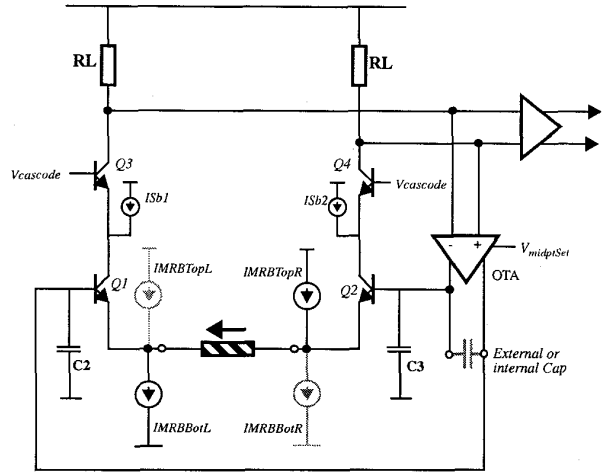 RL
RL
Q3
Q4
Vcascode
Vcascode
ISb1
ISb2
- +
VmidptSet
OTA
IMRBTopL
IMRBTopR
Q1
Q2
C2
C3
External or
internal Cap
IMRBBotL
IMRBBotR